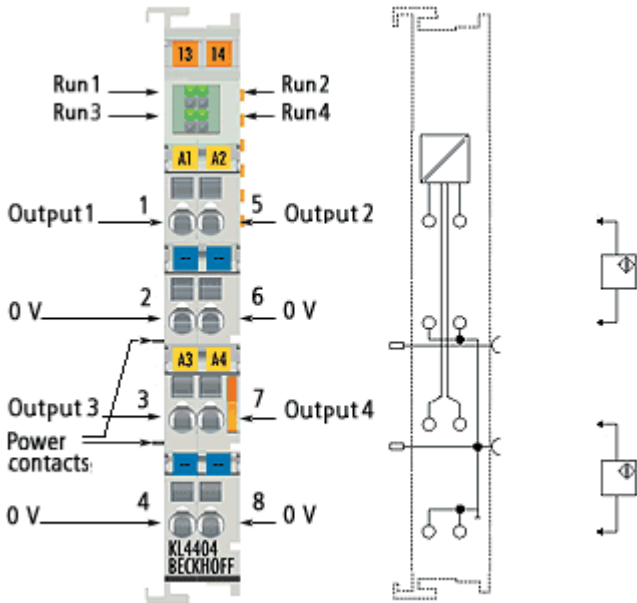 13 14
Run 1 Run 2
Run 3 Run 4
A1 A2
Output 1 1 5 Output 2
-- --
0 V 2 6 0 V
A3 A4
Output 3 3 7 Output 4
Power
contacts
-- --
0 V 4 8 0 V
KL4404
BECKHOFF